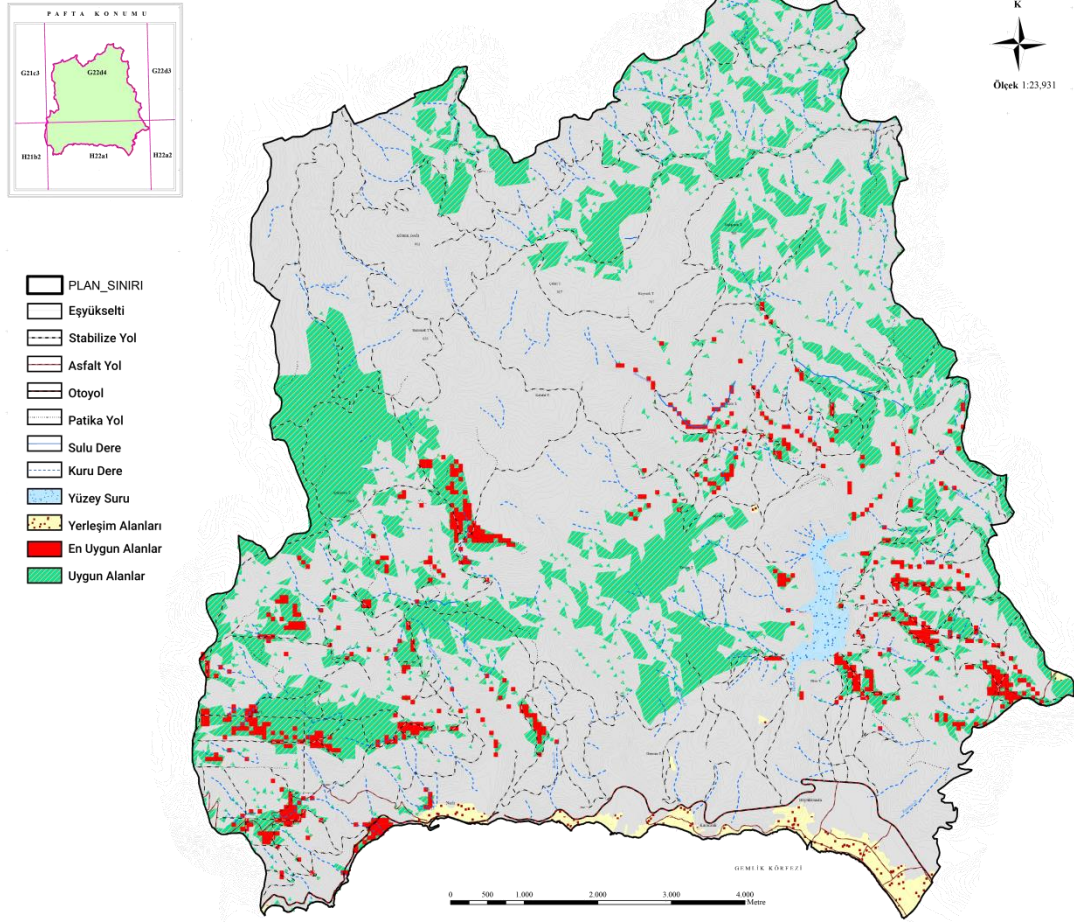 PAFTA KONUMU
G21c3
G22d4
G22d3
H21b2
H22a1
H22a2
K
Ölçek 1:23,931
PLAN_SINIRI
Eşyükselti
Stabilize Yol
Asfalt Yol
Otoyol
Patika Yol
Sulu Dere
Kuru Dere
Yüzey Suru
Yerleşim Alanları
En Uygun Alanlar
Uygun Alanlar
GEMLİK KÖRFEZİ
0 500 1.000 2.000 3.000 4.000
Metre